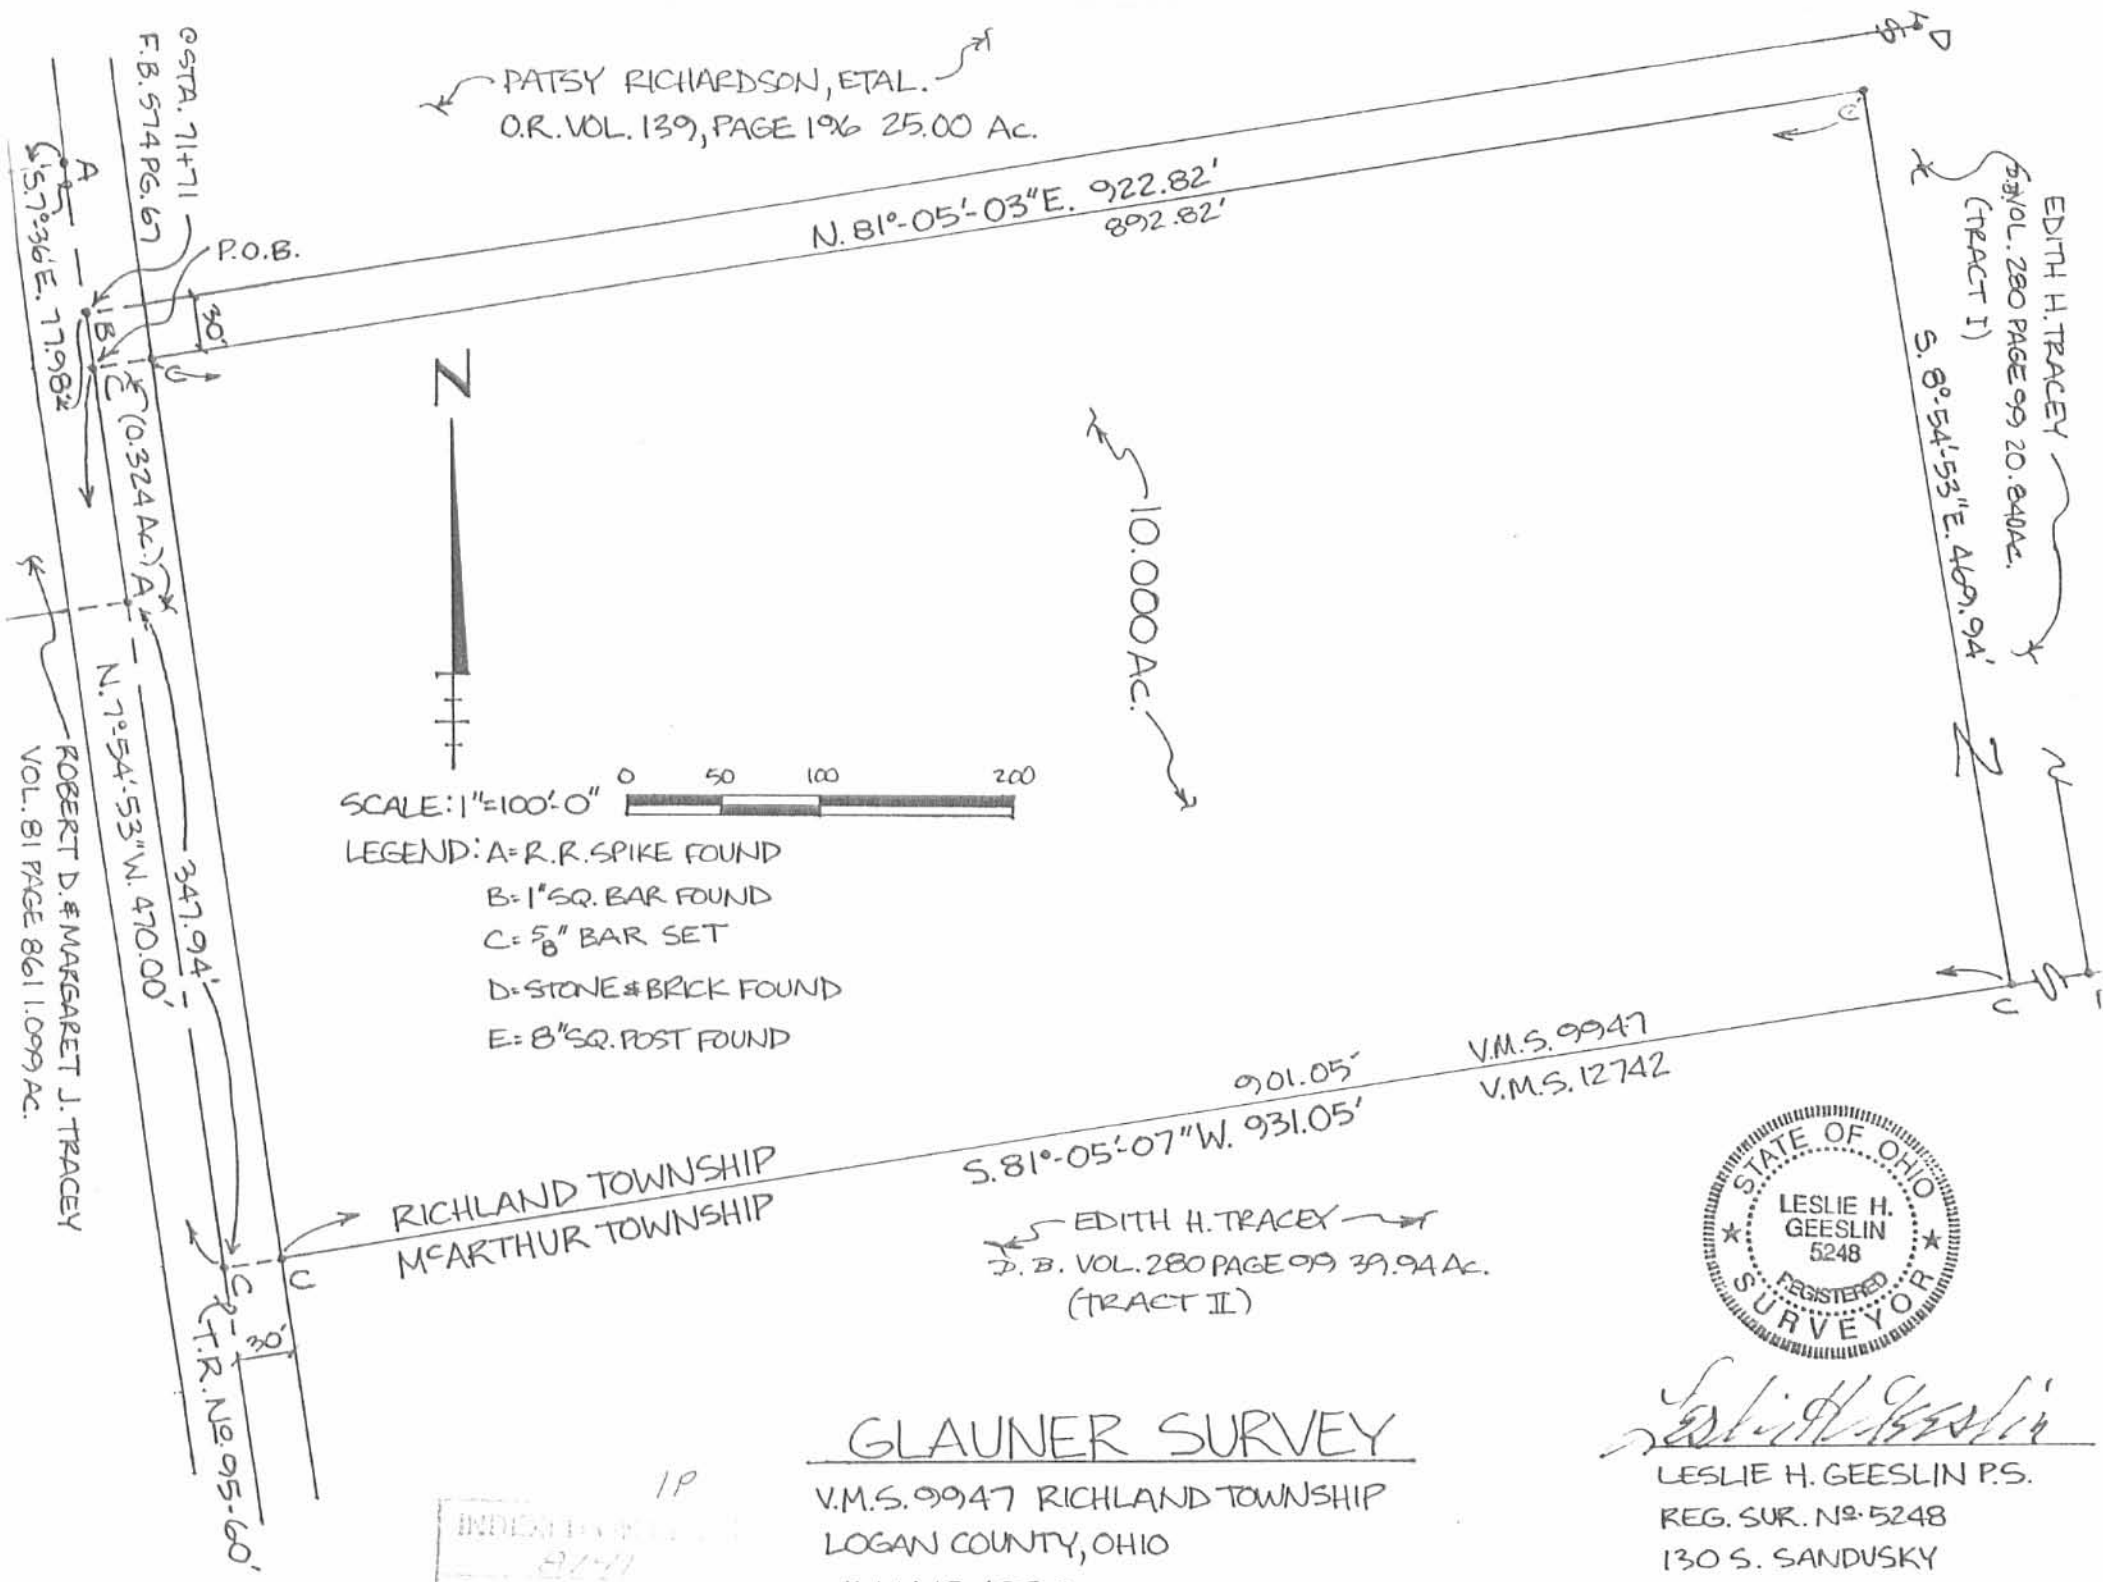 @STA. 71+71
F.B. 574 PG. 67
P.O.B.
A
S. 7°-36' E. 77.98'
B
C
C
(0.324 AC.)
A
30'
PATSY RICHARDSON, ETAL.
O.R. VOL. 139, PAGE 196 25.00 AC.
N. 81°-05'-03" E. 922.82'
892.82'
D
C
EDITH H. TRACEY
D.B. VOL. 280 PAGE 99 20.840 AC.
(TRACT I)
S. 8°-54'-53" E. 469.94'
N
10.000 AC.
0 50 100 200
SCALE: 1"=100'-0"
LEGEND: A= R.R. SPIKE FOUND
B= 1" SQ. BAR FOUND
C= 5/8" BAR SET
D= STONE & BRICK FOUND
E= 8" SQ. POST FOUND
N. 7°-54'-53" W. 470.00'
347.94'
ROBERT D. & MARGARET J. TRACEY
VOL. 81 PAGE 861 1.099 AC.
C
V.M.S. 9947
V.M.S. 12742
901.05'
S. 81°-05'-07" W. 931.05'
RICHLAND TOWNSHIP
McARTHUR TOWNSHIP
C
C
30'
T.R. No. 95-60'
EDITH H. TRACEY
D.B. VOL. 280 PAGE 99 39.94 AC.
(TRACT II)
STATE OF OHIO
LESLIE H.
GEESLIN
5248
REGISTERED
SURVEYOR
Leslie H. Geeslin
LESLIE H. GEESLIN P.S.
REG. SUR. No. 5248
130 S. SANDUSKY
GLAUNER SURVEY
V.M.S. 9947 RICHLAND TOWNSHIP
LOGAN COUNTY, OHIO
1P